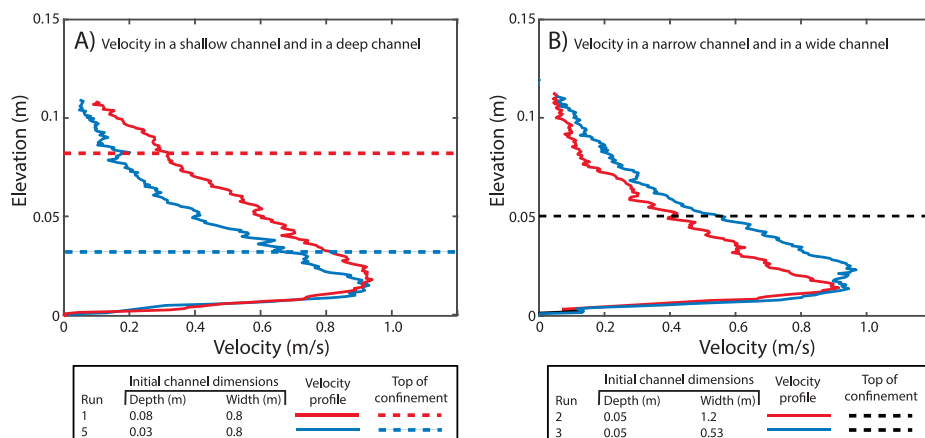 A) Velocity in a shallow channel and in a deep channel
0.15
0.1
0.05
0
Elevation (m)
0 0.2 0.4 0.6 0.8 1.0
Velocity (m/s)
Initial channel dimensions Velocity profile Top of confinement
Run Depth (m) Width (m)
1 0.08 0.8
5 0.03 0.8
B) Velocity in a narrow channel and in a wide channel
0.15
0.1
0.05
0
Elevation (m)
0 0.2 0.4 0.6 0.8 1.0
Velocity (m/s)
Initial channel dimensions Velocity profile Top of confinement
Run Depth (m) Width (m)
2 0.05 1.2
3 0.05 0.53